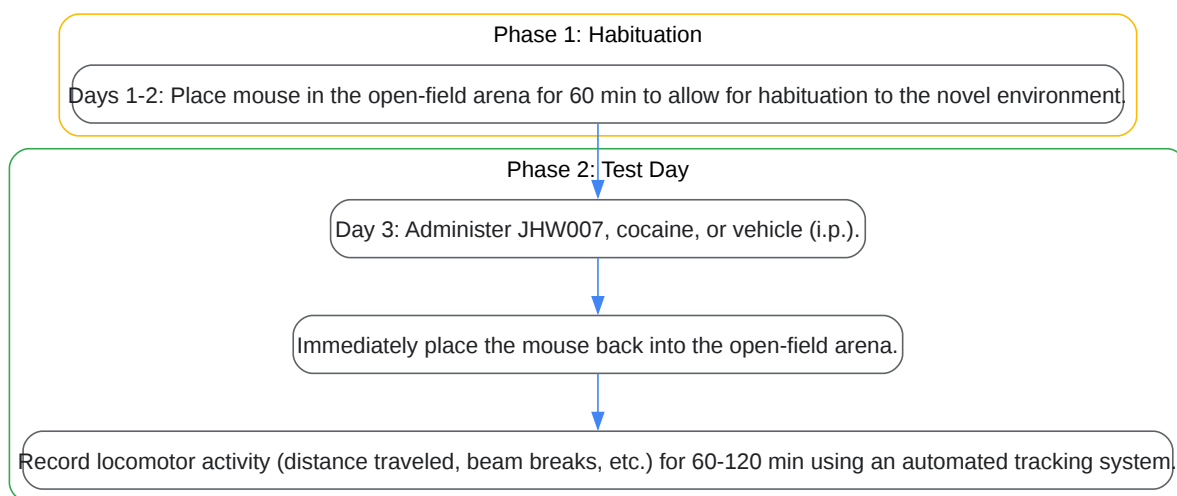 Phase 1: Habituation
Days 1-2: Place mouse in the open-field arena for 60 min to allow for habituation to the novel environment.
Phase 2: Test Day
Day 3: Administer JHW007, cocaine, or vehicle (i.p.).
Immediately place the mouse back into the open-field arena.
Record locomotor activity (distance traveled, beam breaks, etc.) for 60-120 min using an automated tracking system.